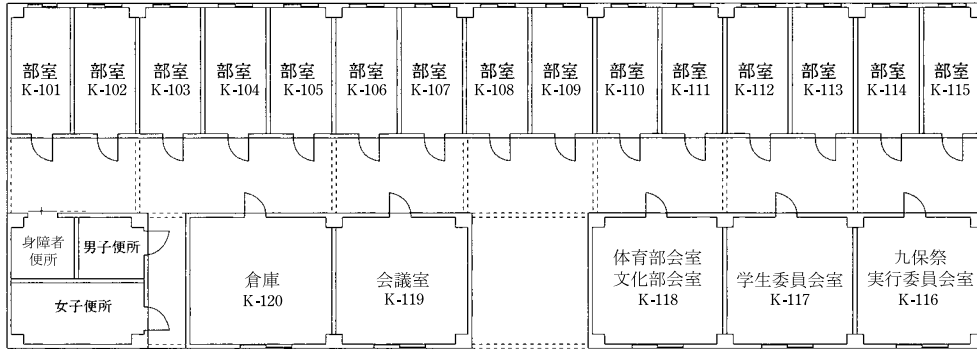 部室
K-101
部室
K-102
部室
K-103
部室
K-104
部室
K-105
部室
K-106
部室
K-107
部室
K-108
部室
K-109
部室
K-110
部室
K-111
部室
K-112
部室
K-113
部室
K-114
部室
K-115
身障者
便所
男子便所
女子便所
倉庫
K-120
会議室
K-119
体育部会室
文化部会室
K-118
学生委員会室
K-117
九保祭
実行委員会室
K-116